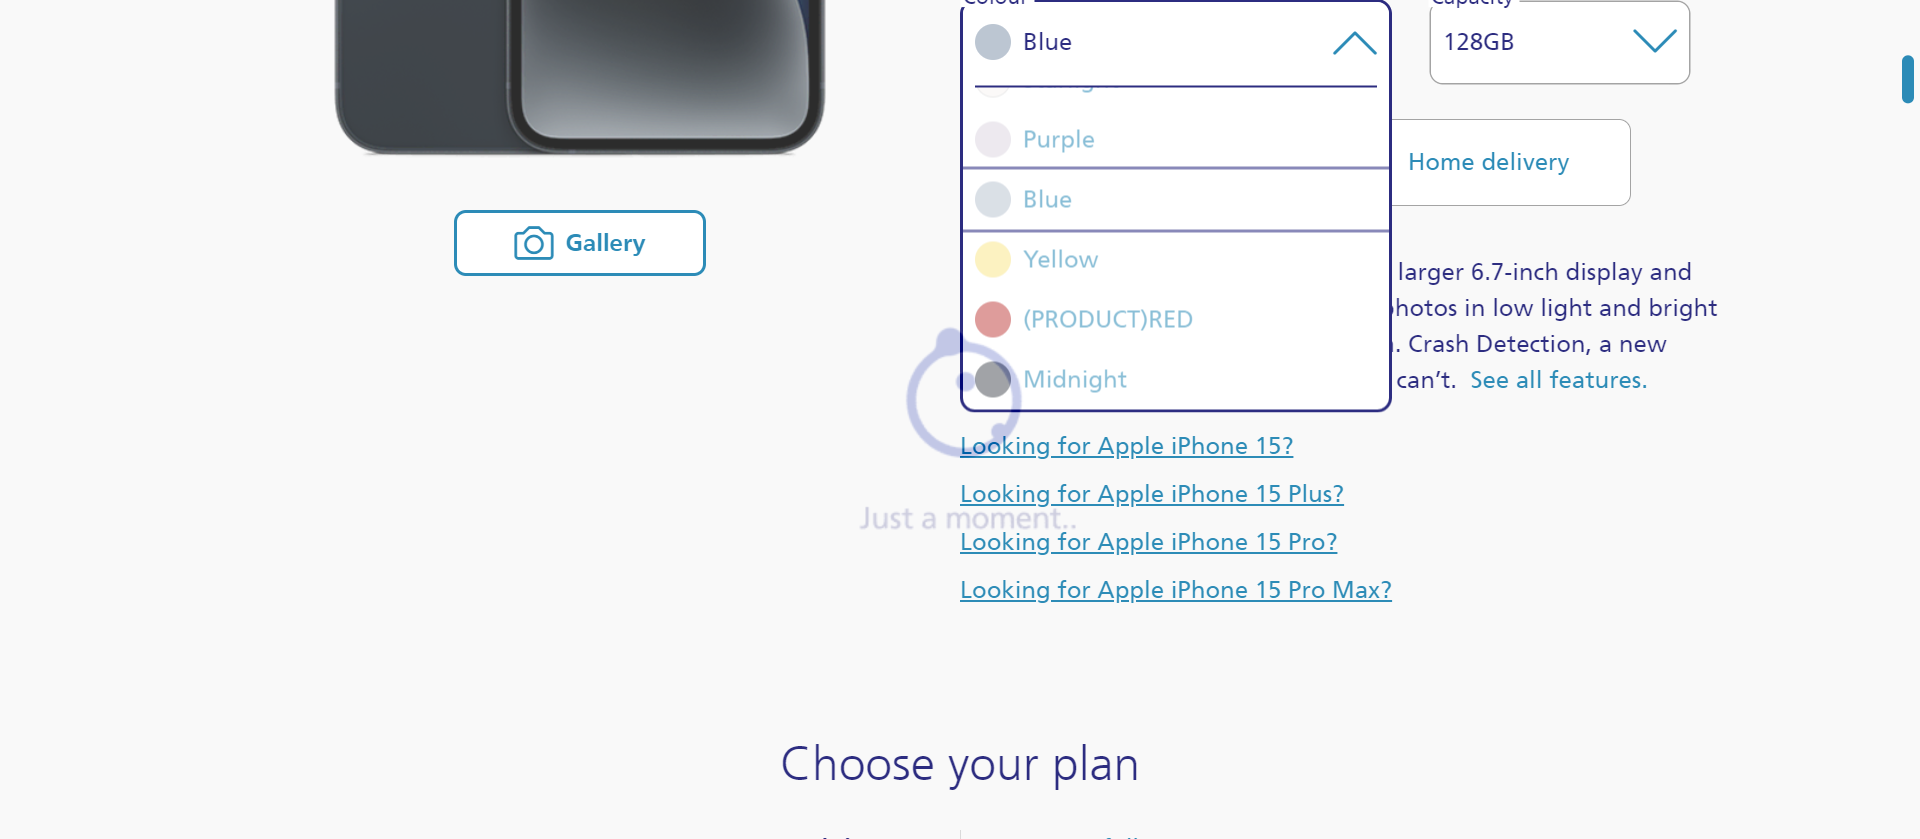 Colour
Capacity
Blue
128GB
Purple
Home delivery
Blue
Gallery
Yellow
larger 6.7-inch display and
(PRODUCT)RED
photos in low light and bright
. Crash Detection, a new
Midnight
can’t. See all features.
Looking for Apple iPhone 15?
Looking for Apple iPhone 15 Plus?
Just a moment..
Looking for Apple iPhone 15 Pro?
Looking for Apple iPhone 15 Pro Max?
Choose your plan